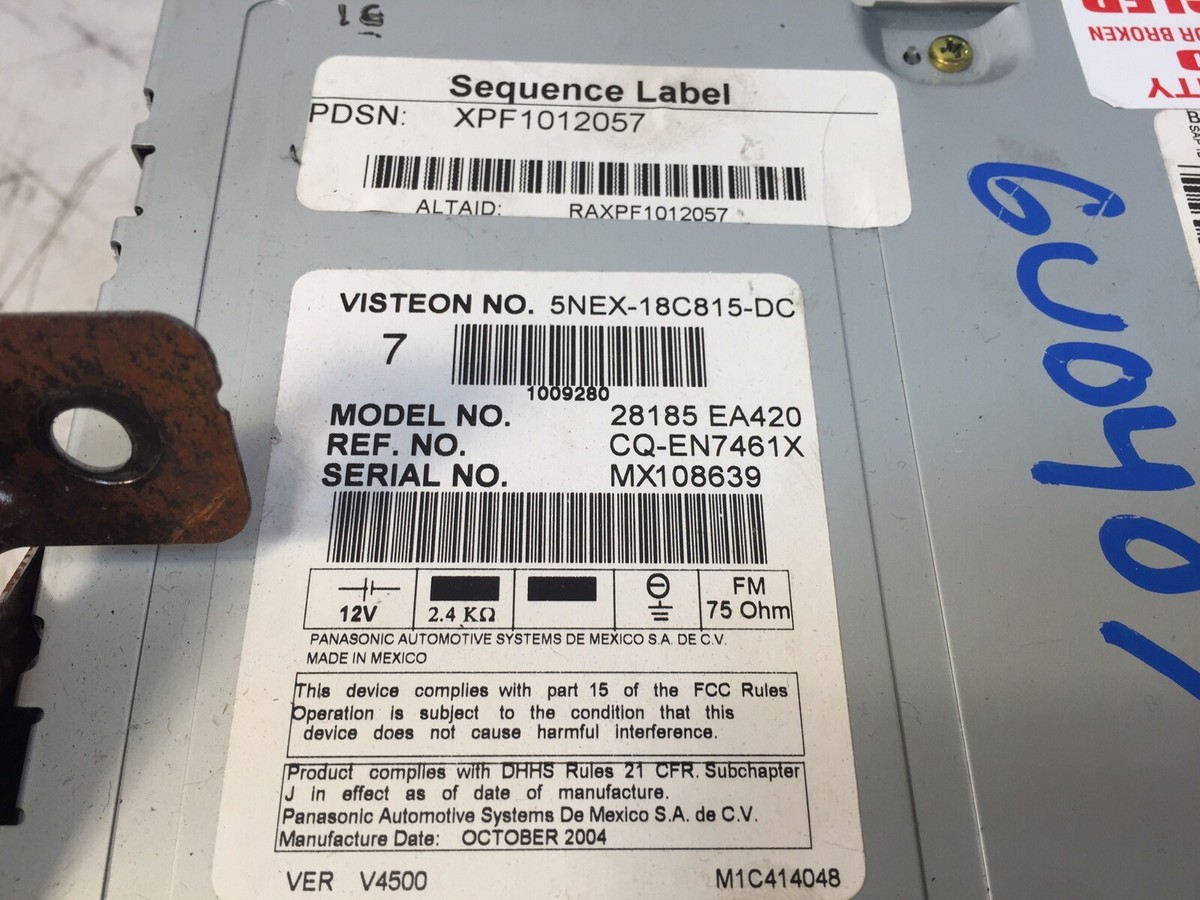 Sequence Label
PDSN: XPF1012057
ALTAID: RAXPF1012057
VISTEON NO. 5NEX-18C815-DC
7
1009280
MODEL NO. 28185 EA420
REF. NO. CQ-EN7461X
SERIAL NO. MX108639
12V 2.4 KΩ FM 75 Ohm
PANASONIC AUTOMOTIVE SYSTEMS DE MEXICO S.A. DE C.V.
MADE IN MEXICO
This device complies with part 15 of the FCC Rules
Operation is subject to the condition that this
device does not cause harmful interference.
Product complies with DHHS Rules 21 CFR. Subchapter
J in effect as of date of manufacture.
Panasonic Automotive Systems De Mexico S.A. de C.V.
Manufacture Date: OCTOBER 2004
VER V4500 M1C414048
OR BROKEN